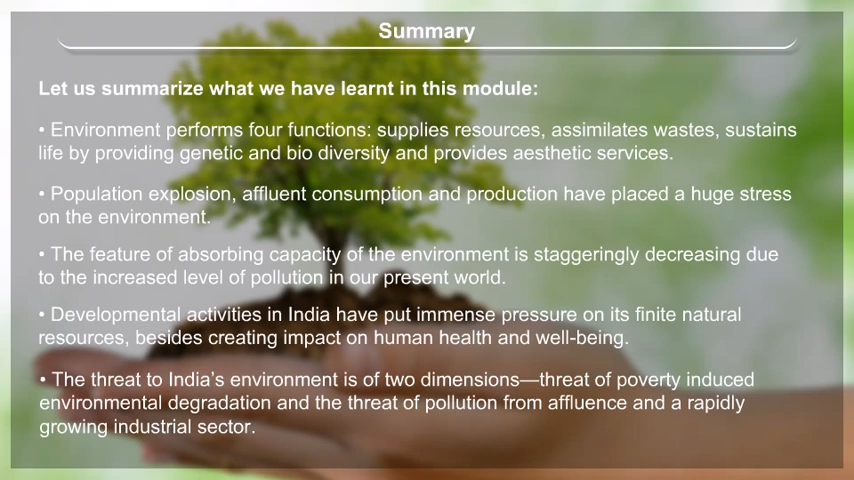 Summary
Let us summarize what we have learnt in this module:
• Environment performs four functions: supplies resources, assimilates wastes, sustains
life by providing genetic and bio diversity and provides aesthetic services.
• Population explosion, affluent consumption and production have placed a huge stress
on the environment.
• The feature of absorbing capacity of the environment is staggeringly decreasing due
to the increased level of pollution in our present world.
• Developmental activities in India have put immense pressure on its finite natural
resources, besides creating impact on human health and well-being.
• The threat to India’s environment is of two dimensions—threat of poverty induced
environmental degradation and the threat of pollution from affluence and a rapidly
growing industrial sector.